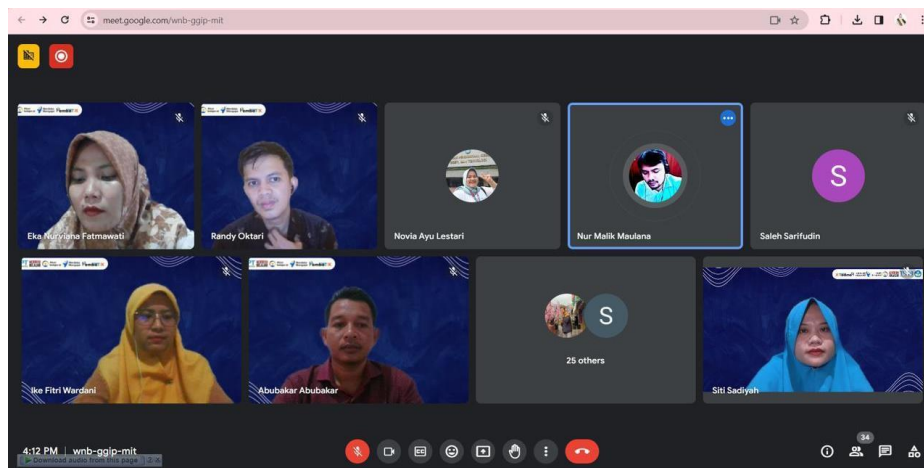 meet.google.com/wnb-ggip-mit
Eka Nurviana Fatmawati
Randy Oktari
Novia Ayu Lestari
Nur Malik Maulana
S
Saleh Sarifudin
Ike Fitri Wardani
Abubakar Abubakar
S
25 others
Siti Sadiyah
4:12 PM | wnb-ggip-mit
Download audio from this page
34